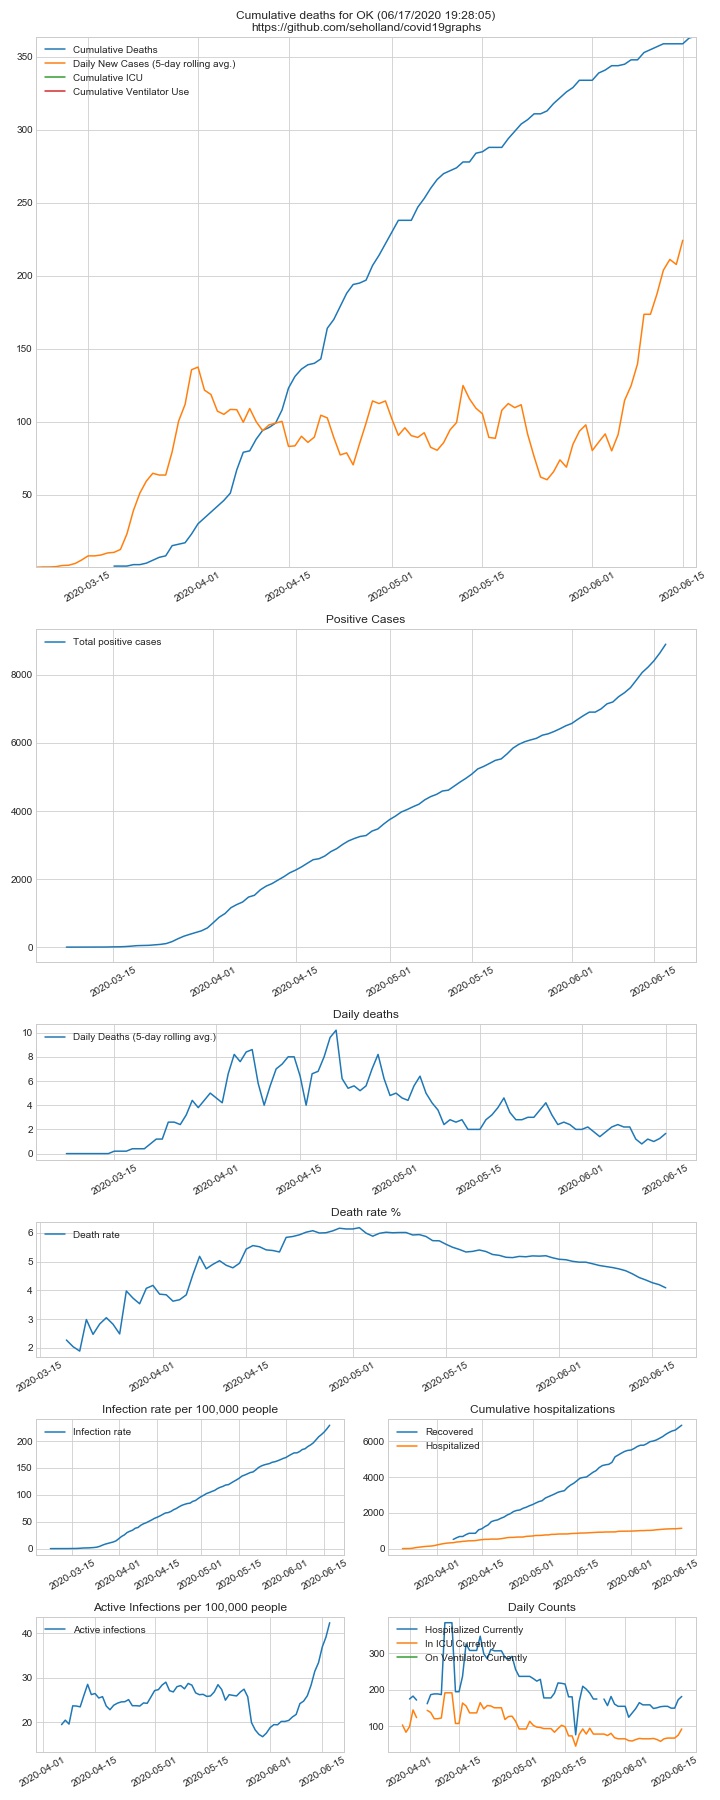 Cumulative deaths for OK (06/17/2020 19:28:05)
https://github.com/seholland/covid19graphs
Cumulative Deaths
Daily New Cases (5-day rolling avg.)
Cumulative ICU
Cumulative Ventilator Use
350
300
250
200
150
100
50
2020-03-15 2020-04-01 2020-04-15 2020-05-01 2020-05-15 2020-06-01 2020-06-15
Positive Cases
Total positive cases
8000
6000
4000
2000
0
2020-03-15 2020-04-01 2020-04-15 2020-05-01 2020-05-15 2020-06-01 2020-06-15
Daily deaths
Daily Deaths (5-day rolling avg.)
10
8
6
4
2
0
2020-03-15 2020-04-01 2020-04-15 2020-05-01 2020-05-15 2020-06-01 2020-06-15
Death rate %
Death rate
6
5
4
3
2
2020-03-15 2020-04-01 2020-04-15 2020-05-01 2020-05-15 2020-06-01 2020-06-15
Infection rate per 100,000 people
Infection rate
200
150
100
50
0
2020-03-15 2020-04-01 2020-04-15 2020-05-01 2020-05-15 2020-06-01 2020-06-15
Cumulative hospitalizations
Recovered
Hospitalized
6000
4000
2000
0
2020-04-01 2020-04-15 2020-05-01 2020-05-15 2020-06-01 2020-06-15
Active Infections per 100,000 people
Active infections
40
30
20
2020-04-01 2020-04-15 2020-05-01 2020-05-15 2020-06-01 2020-06-15
Daily Counts
Hospitalized Currently
In ICU Currently
On Ventilator Currently
300
200
100
2020-04-01 2020-04-15 2020-05-01 2020-05-15 2020-06-01 2020-06-15